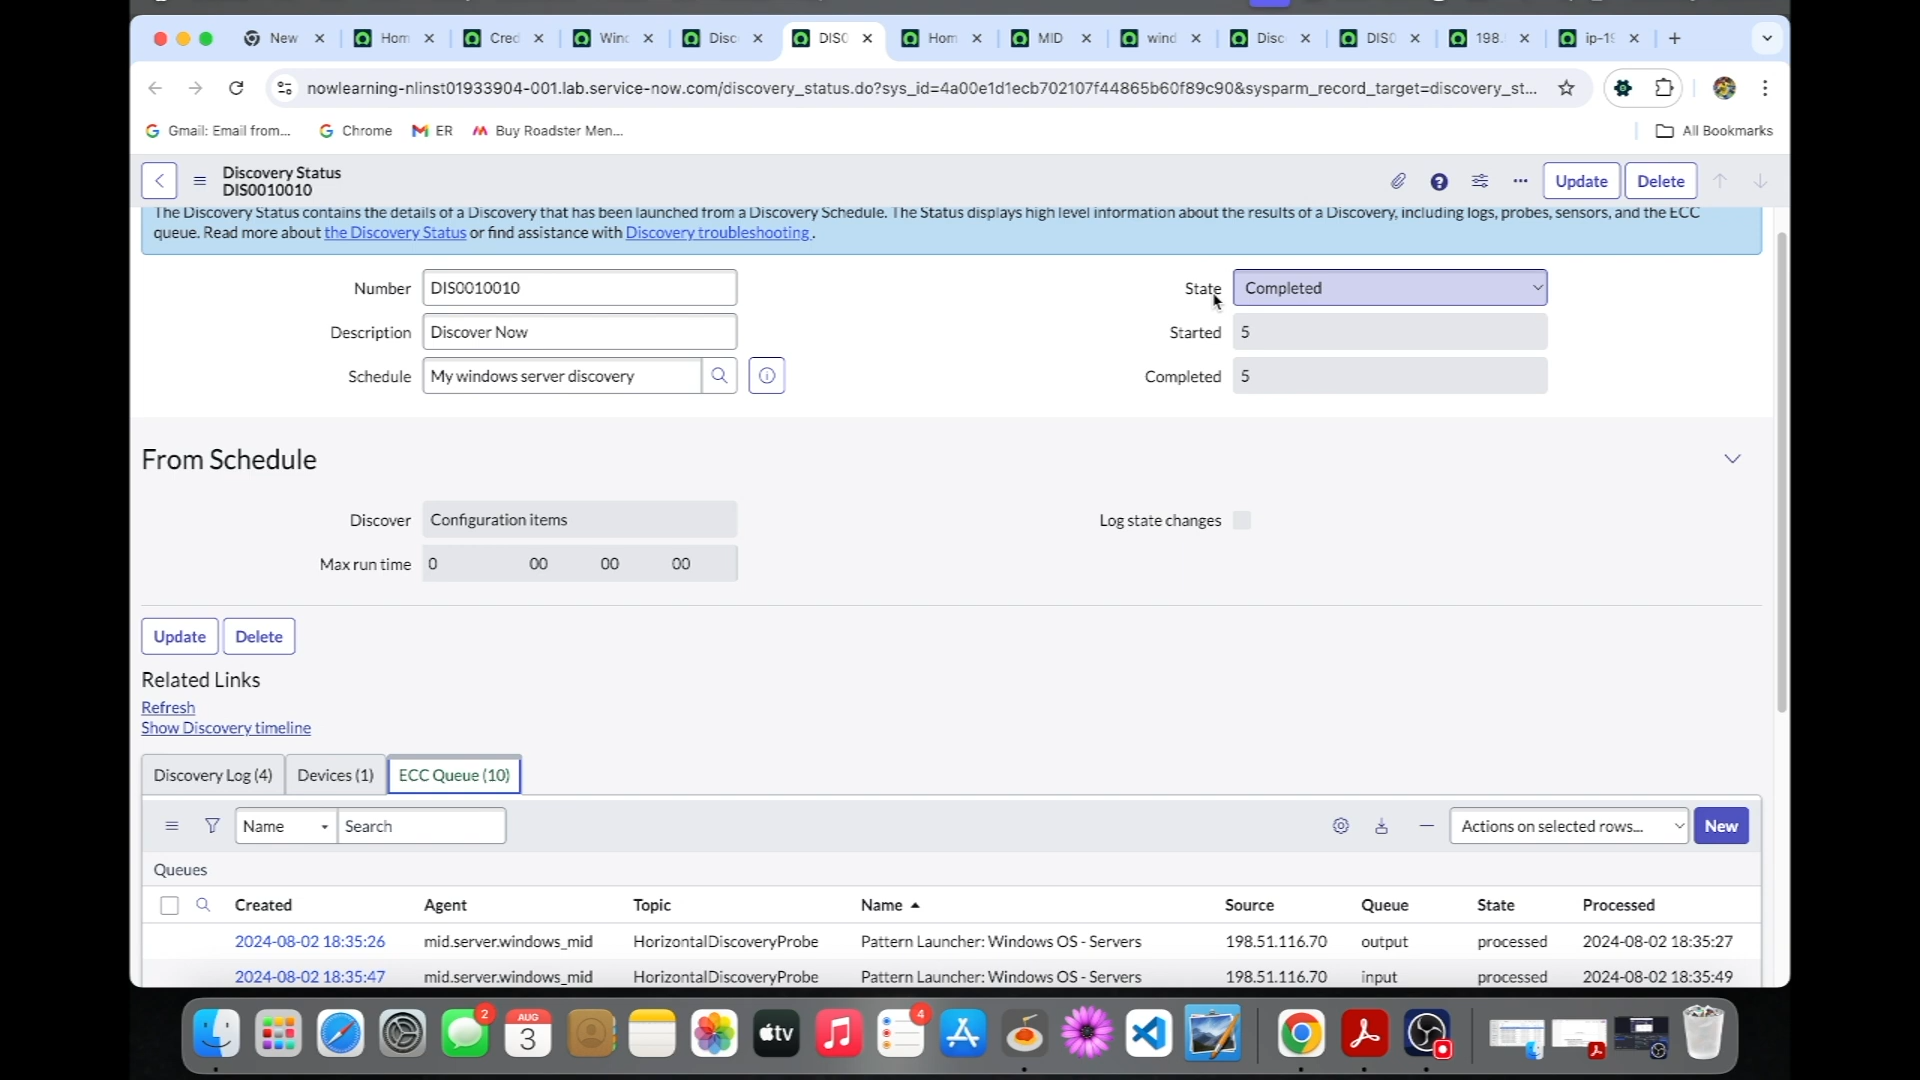 New
Hom
Cred
Winc
Disc
DISC
Hom
MID
wind
Disc
DISC
198.
ip-19
nowlearning-nlinst01933904-001.lab.service-now.com/discovery_status.do?sys_id=4a00e1d1ecb702107f44865b60f89c90&sysparm_record_target=discovery_st...
Gmail: Email from...
Chrome
ER
Buy Roadster Men...
All Bookmarks
Discovery Status
DIS0010010
Update
Delete
The Discovery Status contains the details of a Discovery that has been launched from a Discovery Schedule. The Status displays high level information about the results of a Discovery, including logs, probes, sensors, and the ECC
queue. Read more about the Discovery Status or find assistance with Discovery troubleshooting .
Number DIS0010010
State Completed
Description Discover Now
Started 5
Schedule My windows server discovery
Completed 5
From Schedule
Discover Configuration items
Log state changes
Max run time 0 00 00 00
Update Delete
Related Links
Refresh
Show Discovery timeline
Discovery Log (4) Devices (1) ECC Queue (10)
Name Search
Actions on selected rows... New
Queues
Created Agent Topic Name Source Queue State Processed
2024-08-02 18:35:26 mid.server.windows_mid HorizontalDiscoveryProbe Pattern Launcher: Windows OS - Servers 198.51.116.70 output processed 2024-08-02 18:35:27
2024-08-02 18:35:47 mid.server.windows_mid HorizontalDiscoveryProbe Pattern Launcher: Windows OS - Servers 198.51.116.70 input processed 2024-08-02 18:35:49
2
AUG
3
tv
4